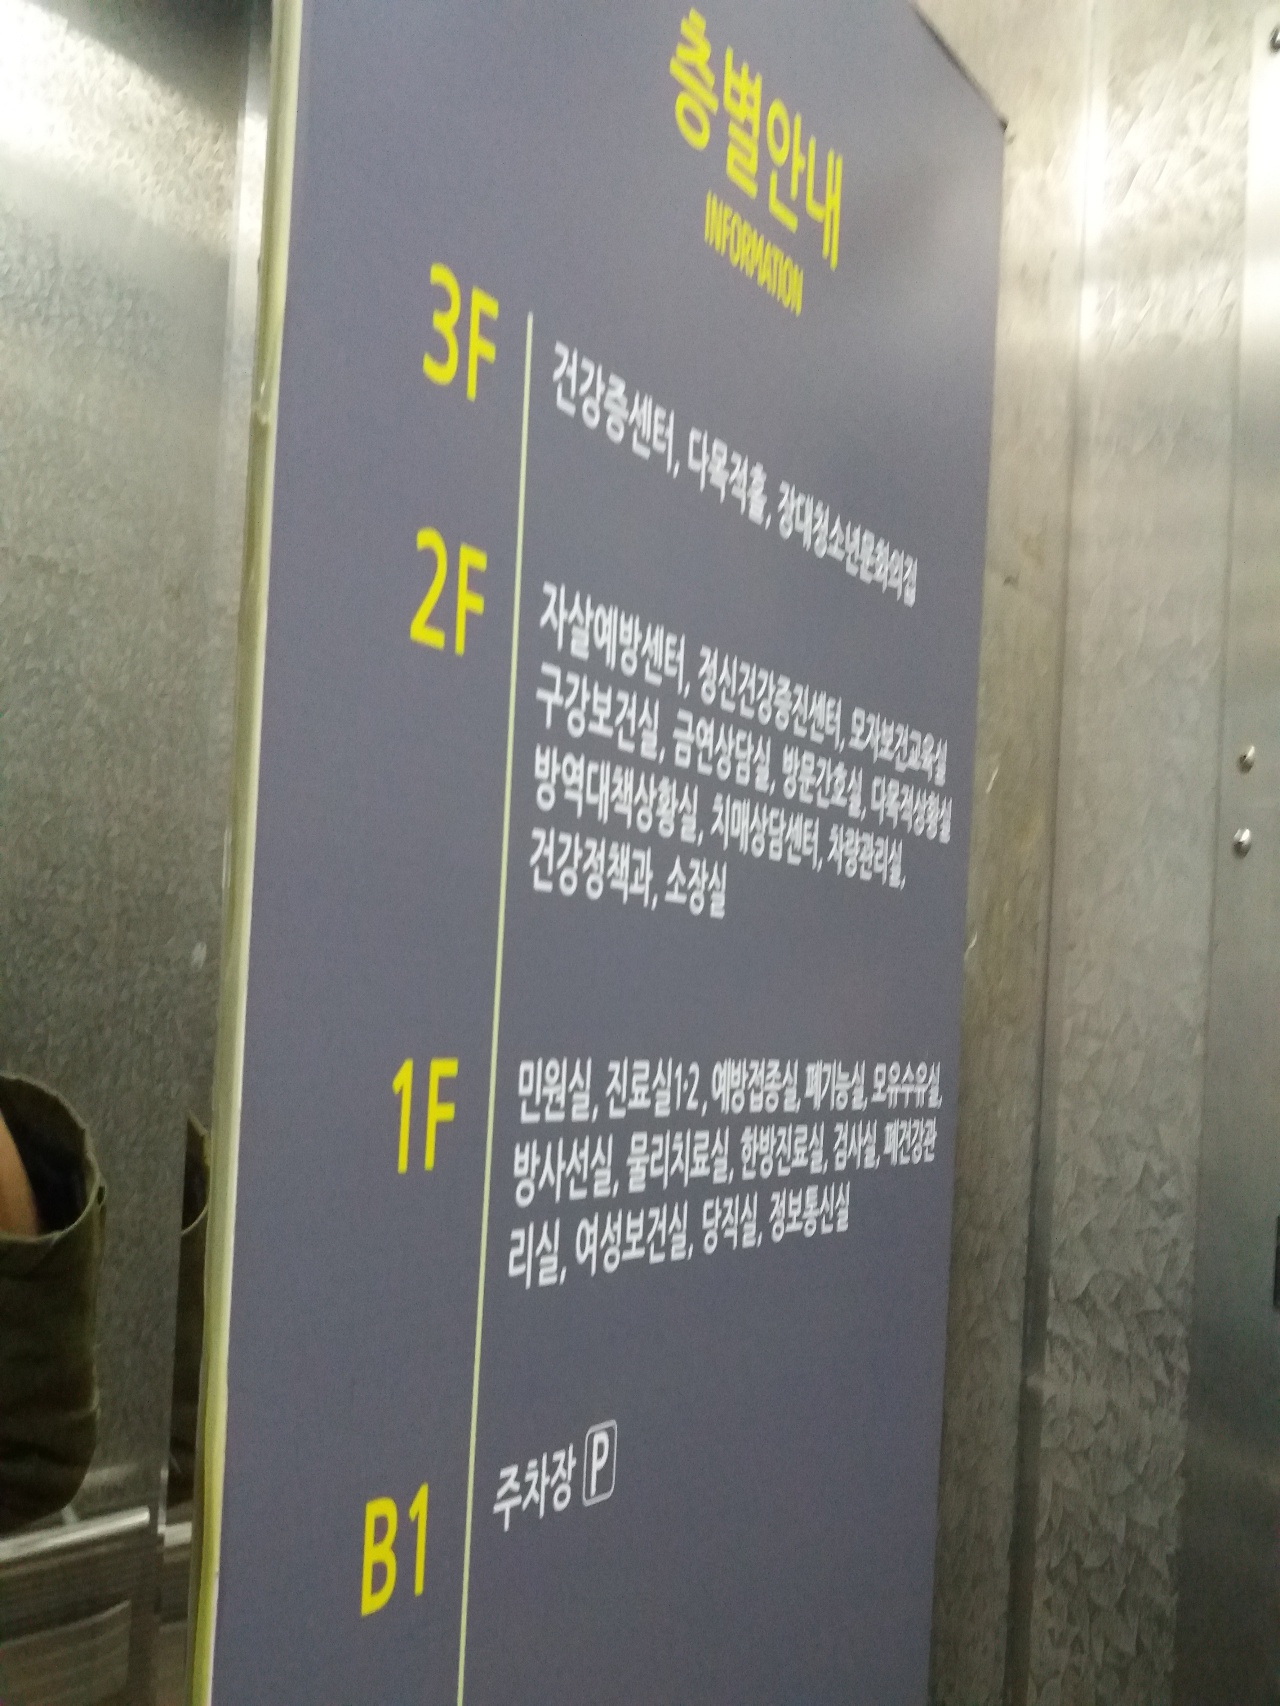 층별안내
INFORMATION
3F
건강증센터, 다목적홀, 장대청소년문화의집
2F
자살예방센터, 정신건강증진센터, 모자보건교육실
구강보건실, 금연상담실, 방문간호실, 다목적상황실
방역대책상황실, 치매상담센터, 차량관리실,
건강정책과, 소장실
1F
민원실, 진료실1·2, 예방접종실, 폐기능실, 모유수유실,
방사선실, 물리치료실, 한방진료실, 검사실, 폐건강관
리실, 여성보건실, 당직실, 정보통신실
B1
주차장 P